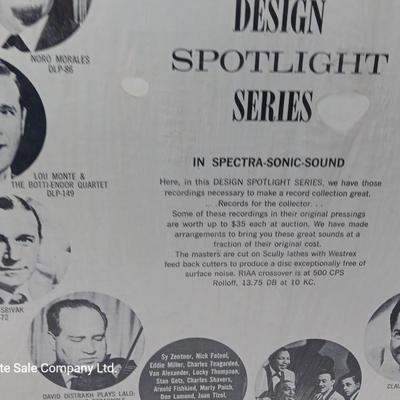 DESIGN
SPOTLIGHT
SERIES
IN SPECTRA-SONIC-SOUND
Here, in this DESIGN SPOTLIGHT SERIES, we have those
recordings necessary to make a record collection great.
. . . Records for the collector. . .
Some of these recordings in their original pressings
are worth up to $35 each at auction. We have made
arrangements to bring you these great sounds at a
fraction of their original cost.
The masters are cut on Scully lathes with Westrex
feed back cutters to produce a disc exceptionally free of
surface noise. RIAA crossover is at 500 CPS
Rolloff, 13.75 DB at 10 KC.
NORO MORALES
DLP-86
LOU MONTE &
THE BOTTI-ENDOR QUARTET
DLP-149
SBIVAK
-72
DAVID OISTRAKH PLAYS LALO:
Sy Zentner, Nick Fatool,
Eddie Miller, Charles Teagarden,
Van Alexander, Lucky Thompson,
Stan Getz, Charles Shavers,
Arnold Fishkind, Marty Paich,
Don Lamond, Juan Tizol,
CLAU
te Sale Company Ltd.